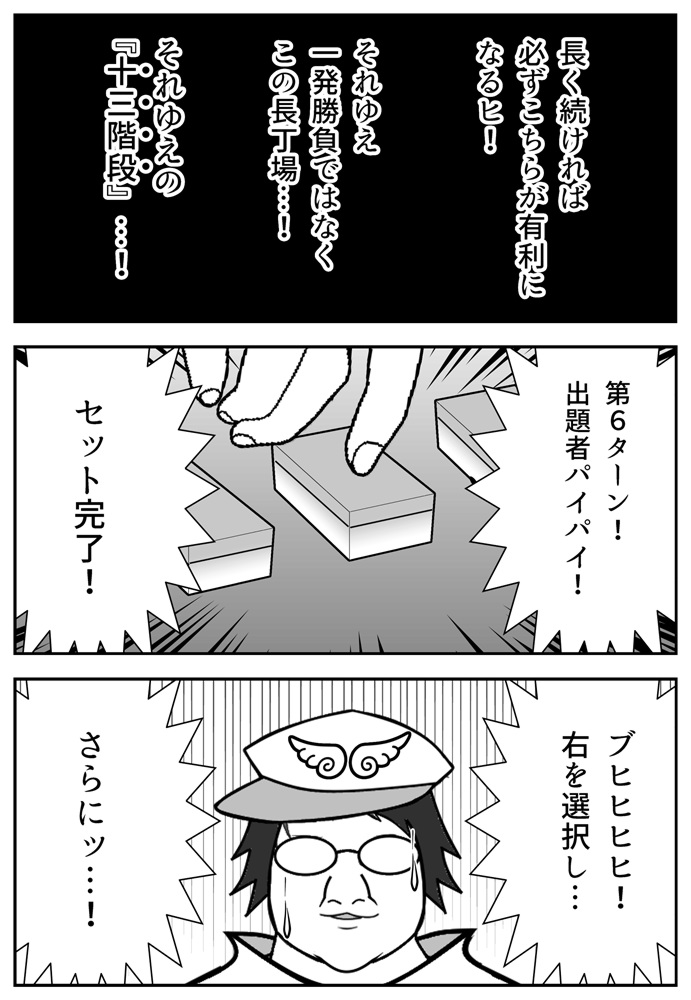 長く続ければ
必ずこちらが有利に
なるヒ！
それゆえ
一発勝負ではなく
この長丁場…！
それゆえの
『十三階段』…！
第６ターン！
出題者パイパイ！
セット完了！
ブヒヒヒヒ！
右を選択し…
さらにッ…！